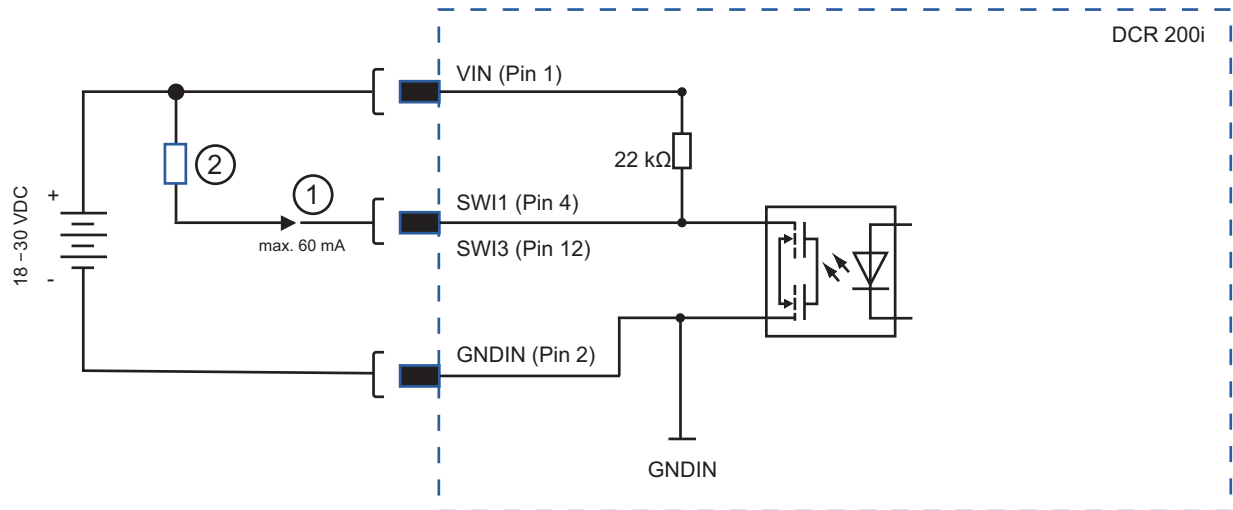 DCR 200i
VIN (Pin 1)
22 kΩ
2
1
SWI1 (Pin 4)
max. 60 mA
SWI3 (Pin 12)
+
18 –30 VDC
-
GNDIN (Pin 2)
GNDIN